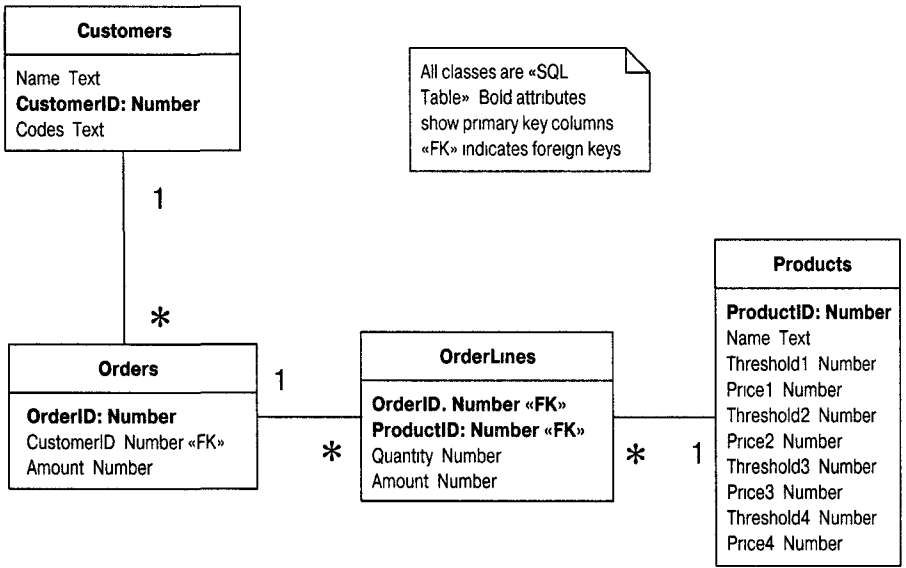 Customers
Name Text
CustomerID: Number
Codes Text
All classes are «SQL
Table» Bold attributes
show primary key columns
«FK» indicates foreign keys
1
*
Orders
OrderID: Number
CustomerID Number «FK»
Amount Number
1
*
OrderLines
OrderID. Number «FK»
ProductID: Number «FK»
Quantity Number
Amount Number
*
1
Products
ProductID: Number
Name Text
Threshold1 Number
Price1 Number
Threshold2 Number
Price2 Number
Threshold3 Number
Price3 Number
Threshold4 Number
Price4 Number